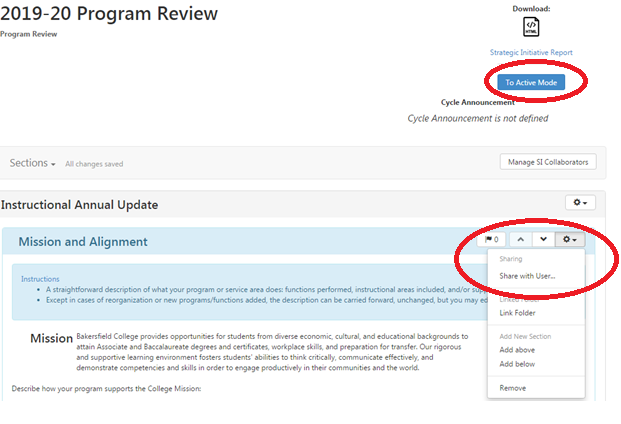 2019-20 Program Review
Program Review
Download:
HTML
Strategic Initiative Report
To Active Mode
Cycle Announcement
Cycle Announcement is not defined
Sections
All changes saved
Manage SI Collaborators
Instructional Annual Update
Mission and Alignment
0
Sharing
Share with User...
Linked Folder
Link Folder
Add New Section
Add above
Add below
Remove
Instructions
A straightforward description of what your program or service area does; functions performed, instructional areas included, and/or
Except in cases of reorganization or new programs/functions added, the description can be carried forward, unchanged, but you may
Mission
Bakersfield College provides opportunities for students from diverse economic, cultural, and educational backgrounds to
attain Associate and Baccalaureate degrees and certificates; workplace skills, and preparation for transfer. Our rigorous
and supportive learning environment fosters students' abilities to think critically, communicate effectively, and
demonstrate competencies and skills in order to engage productively in their communities and the world.
Describe how your program supports the College Mission: